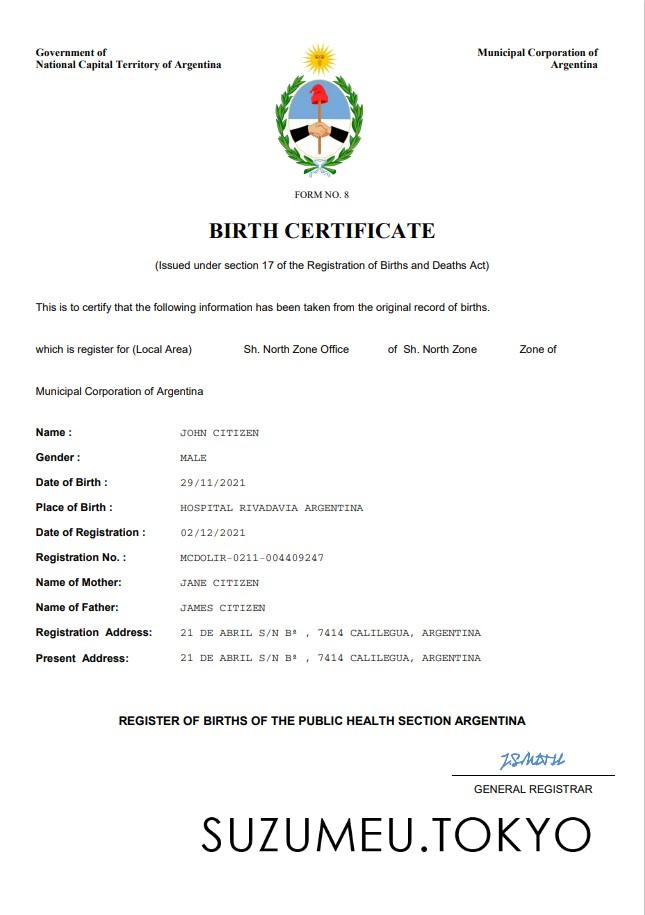 Government of
National Capital Territory of Argentina
Municipal Corporation of
Argentina
FORM NO. 8
BIRTH CERTIFICATE
(Issued under section 17 of the Registration of Births and Deaths Act)
This is to certify that the following information has been taken from the original record of births.
which is register for (Local Area) Sh. North Zone Office of Sh. North Zone Zone of
Municipal Corporation of Argentina
Name : JOHN CITIZEN
Gender : MALE
Date of Birth : 29/11/2021
Place of Birth : HOSPITAL RIVADAVIA ARGENTINA
Date of Registration : 02/12/2021
Registration No. : MCDOLIR-0211-004409247
Name of Mother: JANE CITIZEN
Name of Father: JAMES CITIZEN
Registration Address: 21 DE ABRIL S/N Bª , 7414 CALILEGUA, ARGENTINA
Present Address: 21 DE ABRIL S/N Bª , 7414 CALILEGUA, ARGENTINA
REGISTER OF BIRTHS OF THE PUBLIC HEALTH SECTION ARGENTINA
GENERAL REGISTRAR
SUZUMEU.TOKYO